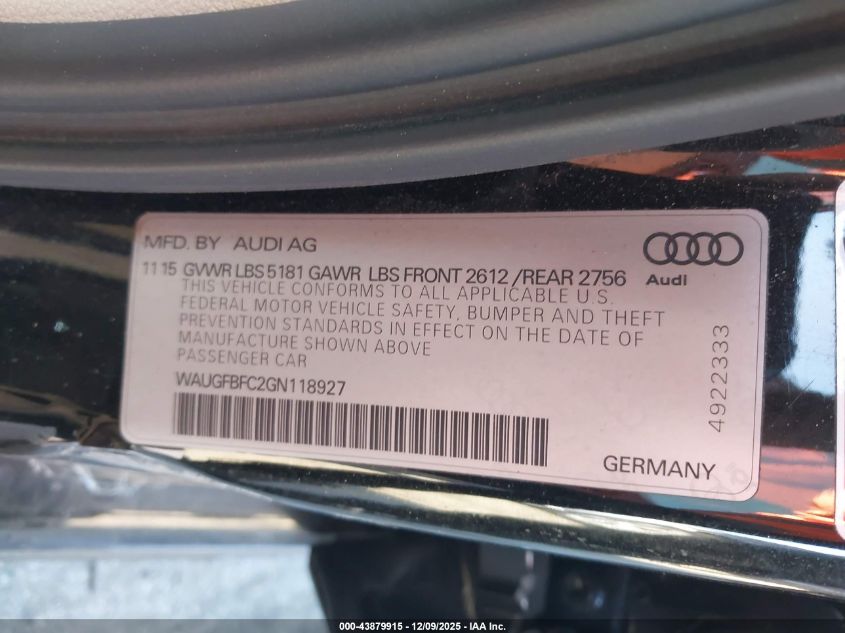 MFD. BY AUDI AG
Audi
11 15 GVWR LBS 5181 GAWR LBS FRONT 2612 /REAR 2756
THIS VEHICLE CONFORMS TO ALL APPLICABLE U.S.
FEDERAL MOTOR VEHICLE SAFETY, BUMPER AND THEFT
PREVENTION STANDARDS IN EFFECT ON THE DATE OF
MANUFACTURE SHOWN ABOVE
PASSENGER CAR
WAUGFBFC2GN118927
4922333
GERMANY
000-43879915 - 12/09/2025 - IAA Inc.